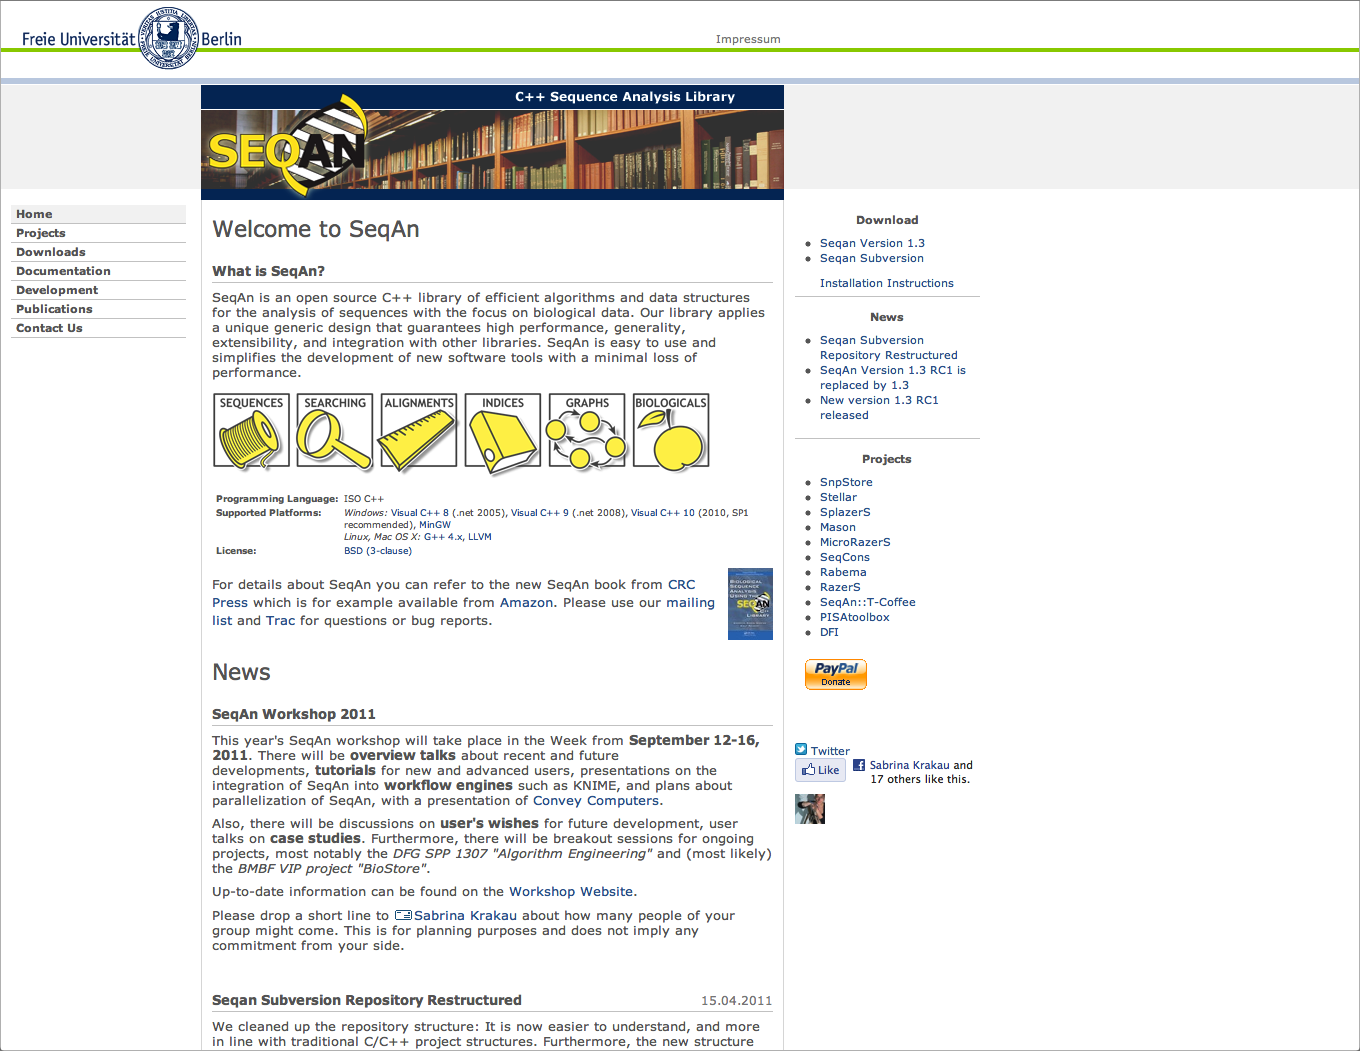 Freie Universität Berlin
Impressum
C++ Sequence Analysis Library
SEQAN
Home
Projects
Downloads
Documentation
Development
Publications
Contact Us
Welcome to SeqAn
What is SeqAn?
SeqAn is an open source C++ library of efficient algorithms and data structures
for the analysis of sequences with the focus on biological data. Our library applies
a unique generic design that guarantees high performance, generality,
extensibility, and integration with other libraries. SeqAn is easy to use and
simplifies the development of new software tools with a minimal loss of
performance.
SEQUENCES SEARCHING ALIGNMENTS INDICES GRAPHS BIOLOGICALS
Programming Language: ISO C++
Supported Platforms: Windows: Visual C++ 8 (.net 2005), Visual C++ 9 (.net 2008), Visual C++ 10 (2010, SP1
recommended), MinGW
Linux, Mac OS X: G++ 4.x, LLVM
License: BSD (3-clause)
For details about SeqAn you can refer to the new SeqAn book from CRC
Press which is for example available from Amazon. Please use our mailing
list and Trac for questions or bug reports.
BIOLOGICAL
SEQUENCE
ANALYSIS
USING THE
SEQAN
C++
LIBRARY
News
SeqAn Workshop 2011
This year's SeqAn workshop will take place in the Week from September 12-16,
2011. There will be overview talks about recent and future
developments, tutorials for new and advanced users, presentations on the
integration of SeqAn into workflow engines such as KNIME, and plans about
parallelization of SeqAn, with a presentation of Convey Computers.
Also, there will be discussions on user's wishes for future development, user
talks on case studies. Furthermore, there will be breakout sessions for ongoing
projects, most notably the DFG SPP 1307 "Algorithm Engineering" and (most likely)
the BMBF VIP project "BioStore".
Up-to-date information can be found on the Workshop Website.
Please drop a short line to Sabrina Krakau about how many people of your
group might come. This is for planning purposes and does not imply any
commitment from your side.
Seqan Subversion Repository Restructured 15.04.2011
We cleaned up the repository structure: It is now easier to understand, and more
in line with traditional C/C++ project structures. Furthermore, the new structure
Download
Seqan Version 1.3
Seqan Subversion
Installation Instructions
News
Seqan Subversion
Repository Restructured
SeqAn Version 1.3 RC1 is
replaced by 1.3
New version 1.3 RC1
released
Projects
SnpStore
Stellar
SplazerS
Mason
MicroRazerS
SeqCons
Rabema
RazerS
SeqAn::T-Coffee
PISAtoolbox
DFI
PayPal
Donate
Twitter
Like Sabrina Krakau and
17 others like this.